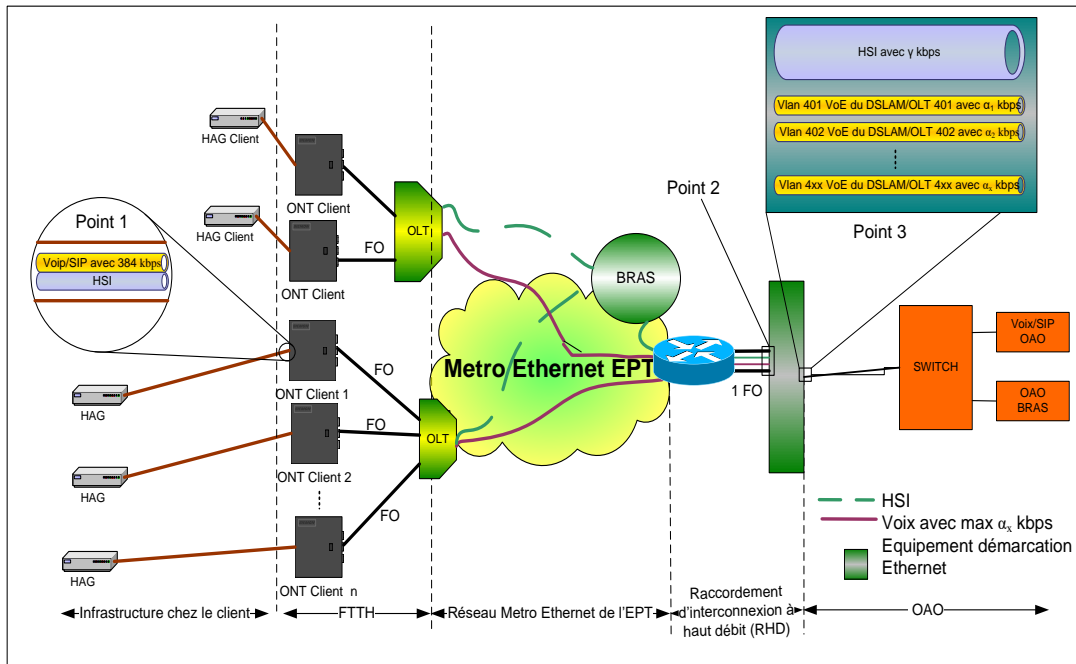 HSI avec γ kbps
Vlan 401 VoE du DSLAM/OLT 401 avec α1 kbps
Vlan 402 VoE du DSLAM/OLT 402 avec α2 kbps
Vlan 4xx VoE du DSLAM/OLT 4xx avec αx kbps
HAG Client
ONT Client
Point 2
Point 3
Point 1
HAG Client
FO
OLT
ONT Client
Voip/SIP avec 384 kbps
HSI
BRAS
Metro Ethernet EPT
1 FO
SWITCH
Voix/SIP
OAO
OAO
BRAS
HAG
ONT Client 1
FO
FO
OLT
HAG
ONT Client 2
FO
HAG
ONT Client n
HSI
Voix avec max αx kbps
Equipement démarcation
Ethernet
Infrastructure chez le client
FTTH
Réseau Metro Ethernet de l'EPT
Raccordement
d'interconnexion à
haut débit (RHD)
OAO